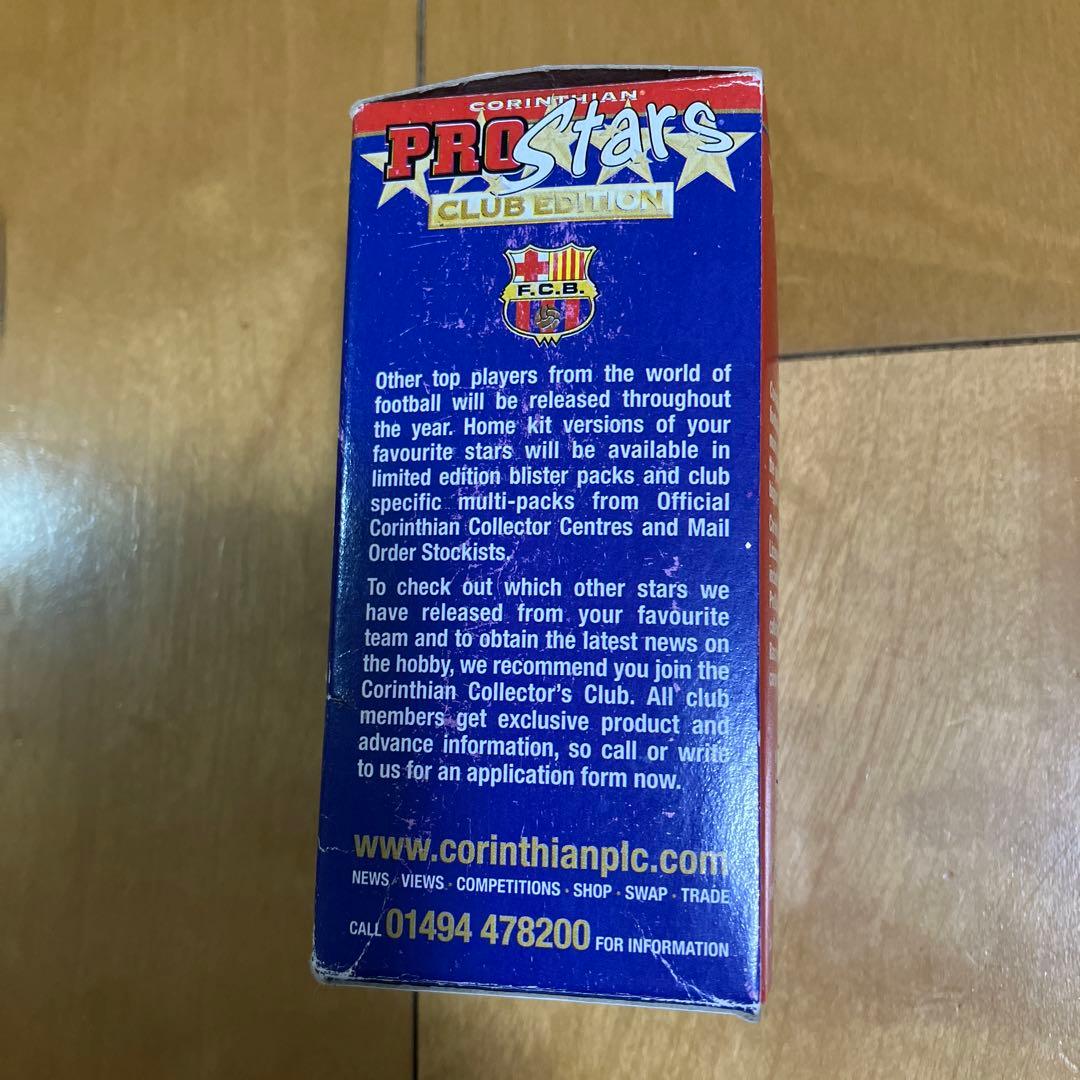 CORINTHIAN®
PRO Stars
CLUB EDITION
F.C.B.
Other top players from the world of
football will be released throughout
the year. Home kit versions of your
favourite stars will be available in
limited edition blister packs and club
specific multi-packs from Official
Corinthian Collector Centres and Mail
Order Stockists.
To check out which other stars we
have released from your favourite
team and to obtain the latest news on
the hobby, we recommend you join the
Corinthian Collector's Club. All club
members get exclusive product and
advance information, so call or write
to us for an application form now.
www.corinthianplc.com
NEWS · VIEWS · COMPETITIONS · SHOP · SWAP · TRADE
CALL 01494 478200 FOR INFORMATION